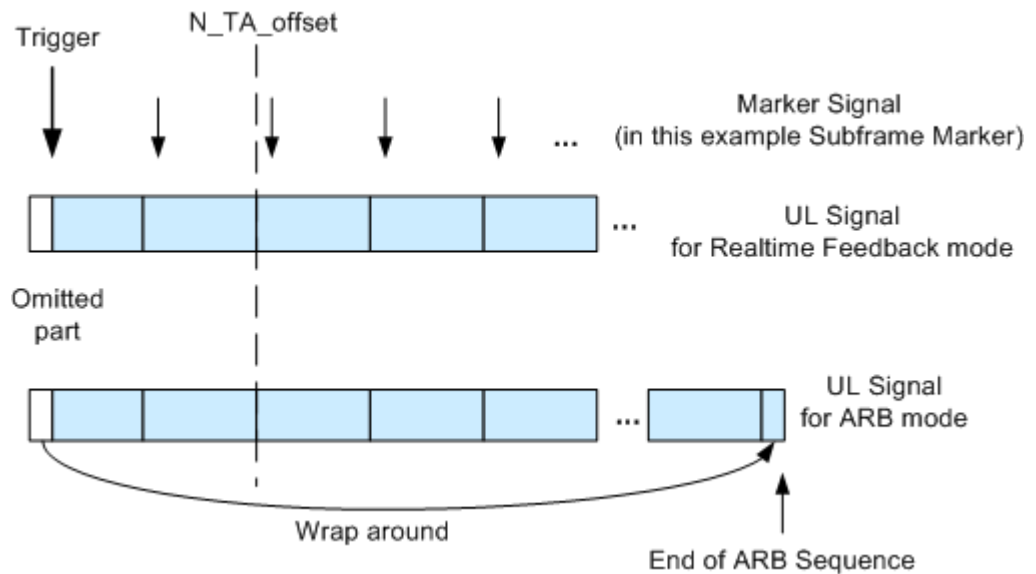 N_TA_offset
Trigger
Marker Signal
(in this example Subframe Marker)
...
UL Signal
for Realtime Feedback mode
...
Omitted
part
UL Signal
for ARB mode
...
Wrap around
End of ARB Sequence